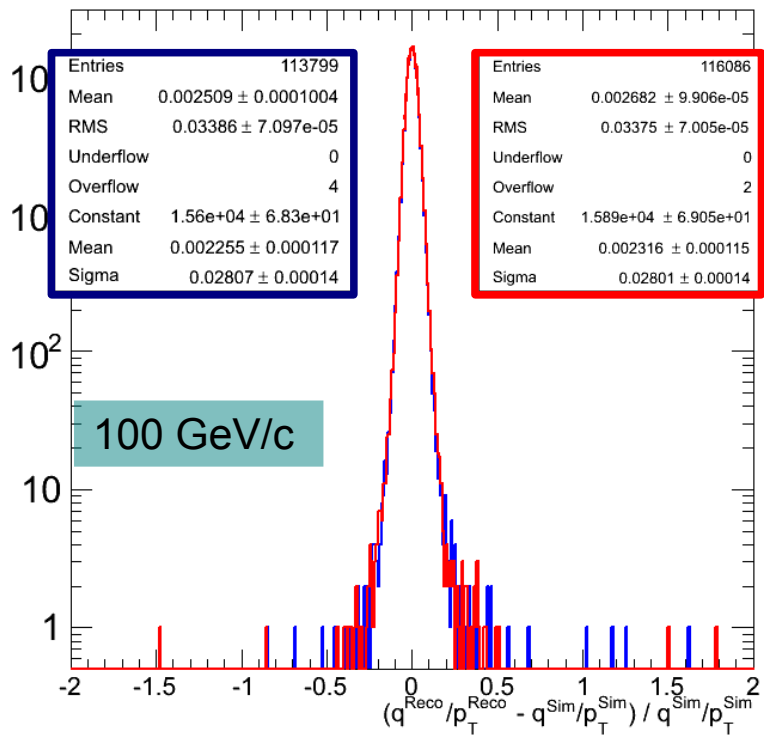 10
Entries 113799
Mean 0.002509 ± 0.0001004
RMS 0.03386 ± 7.097e-05
Underflow 0
Overflow 4
Constant 1.56e+04 ± 6.83e+01
Mean 0.002255 ± 0.000117
Sigma 0.02807 ± 0.00014
Entries 116086
Mean 0.002682 ± 9.906e-05
RMS 0.03375 ± 7.005e-05
Underflow 0
Overflow 2
Constant 1.589e+04 ± 6.905e+01
Mean 0.002316 ± 0.000115
Sigma 0.02801 ± 0.00014
10
10²
100 GeV/c
10
1
-2 -1.5 -1 -0.5 0 0.5 1 1.5 2
(q^Reco/p_T^Reco - q^Sim/p_T^Sim) / q^Sim/p_T^Sim